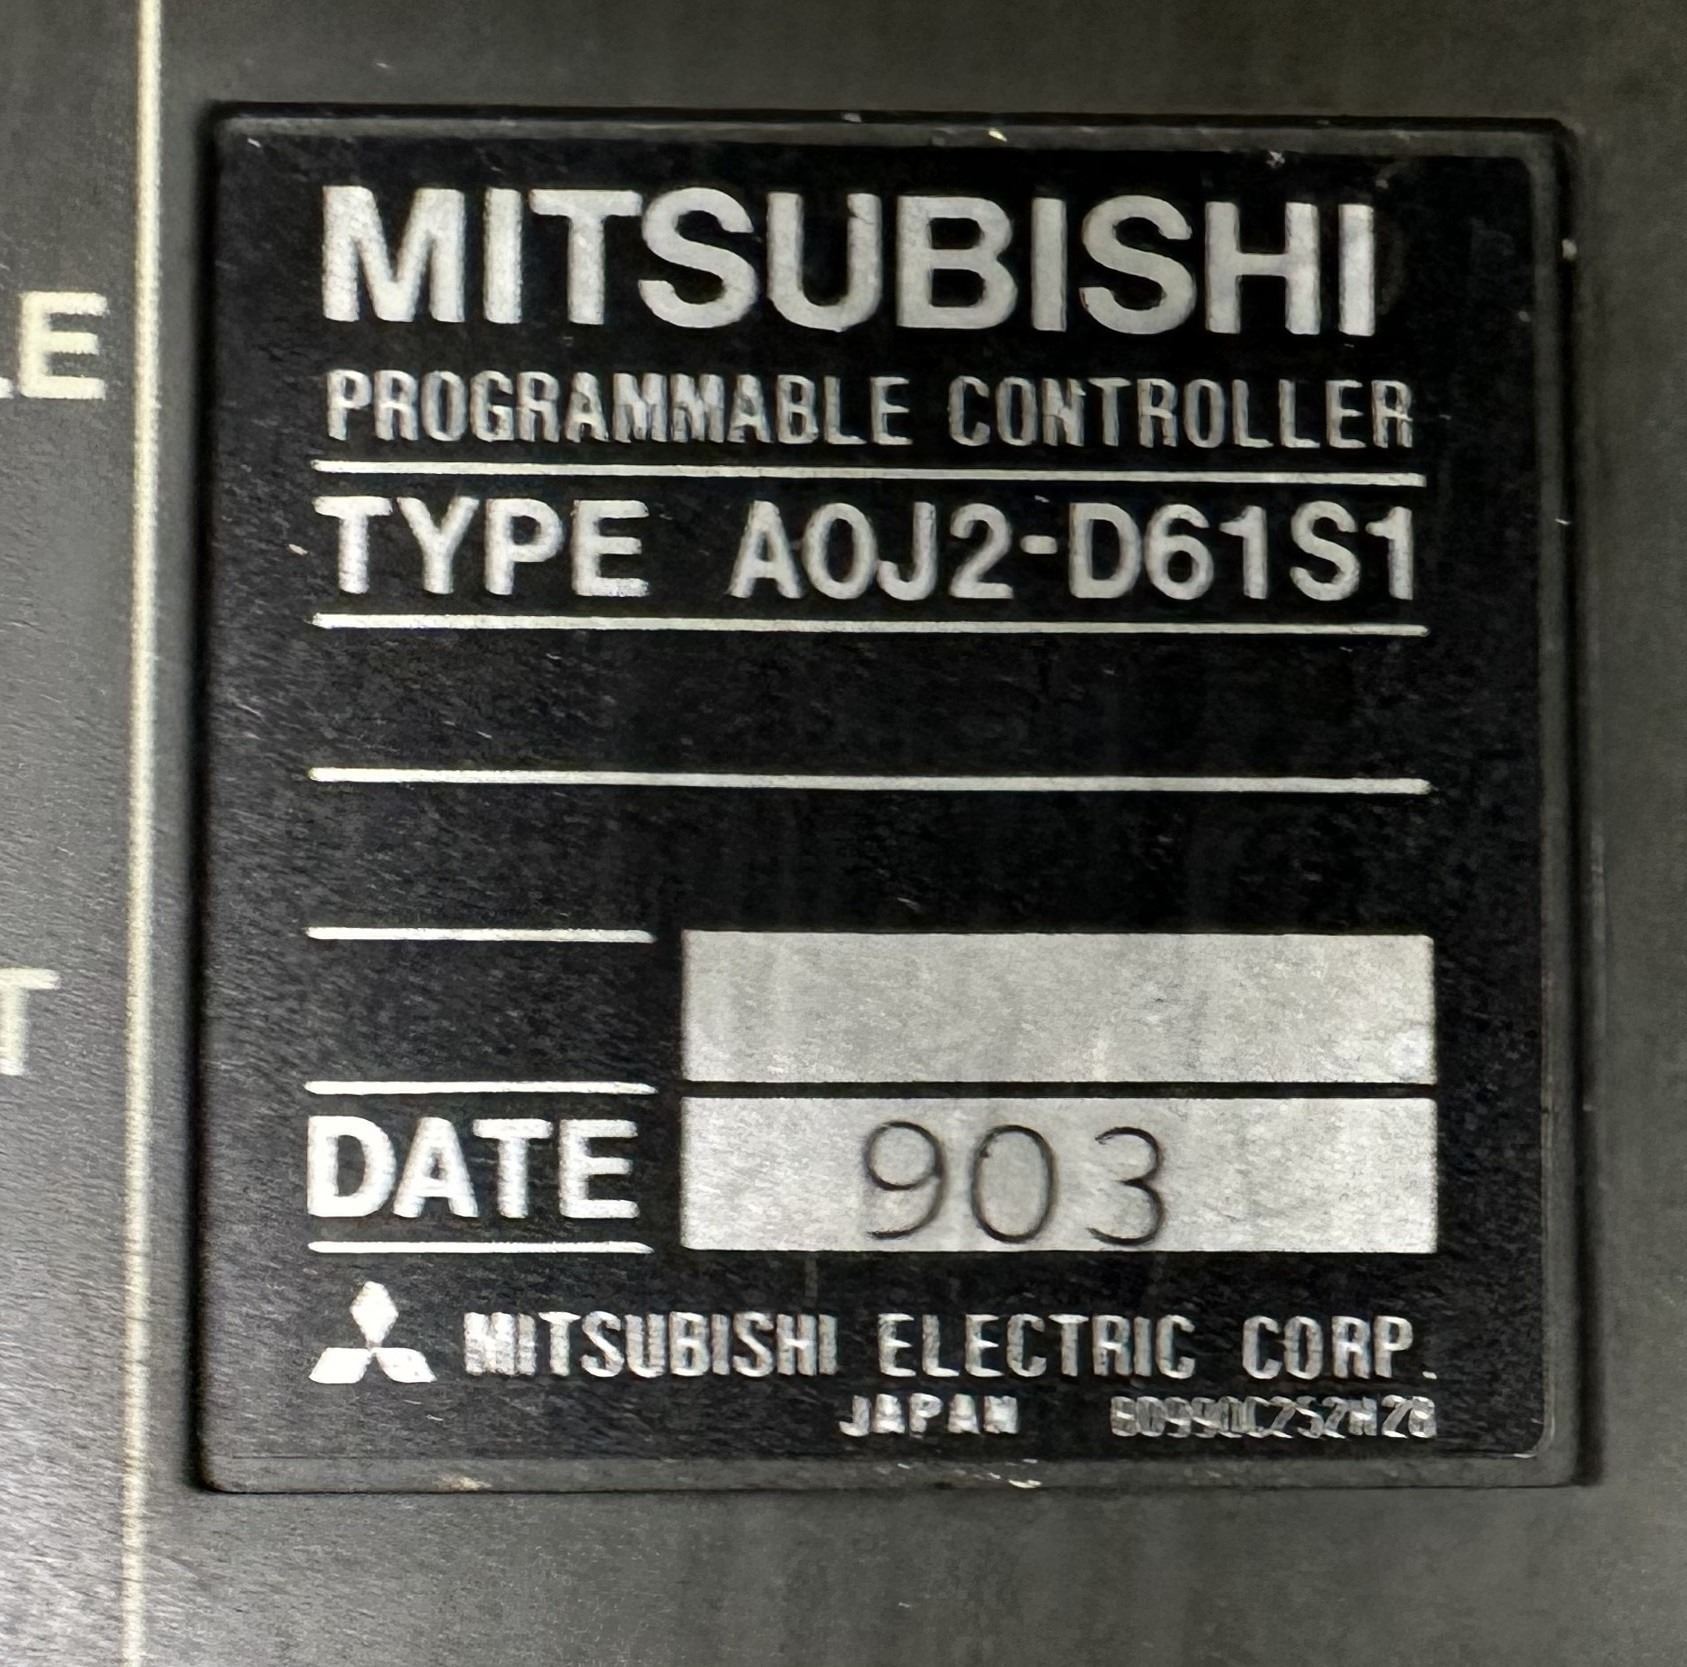 LE
T
MITSUBISHI
PROGRAMMABLE CONTROLLER
TYPE A0J2-D61S1
DATE 903
MITSUBISHI ELECTRIC CORP.
JAPAN